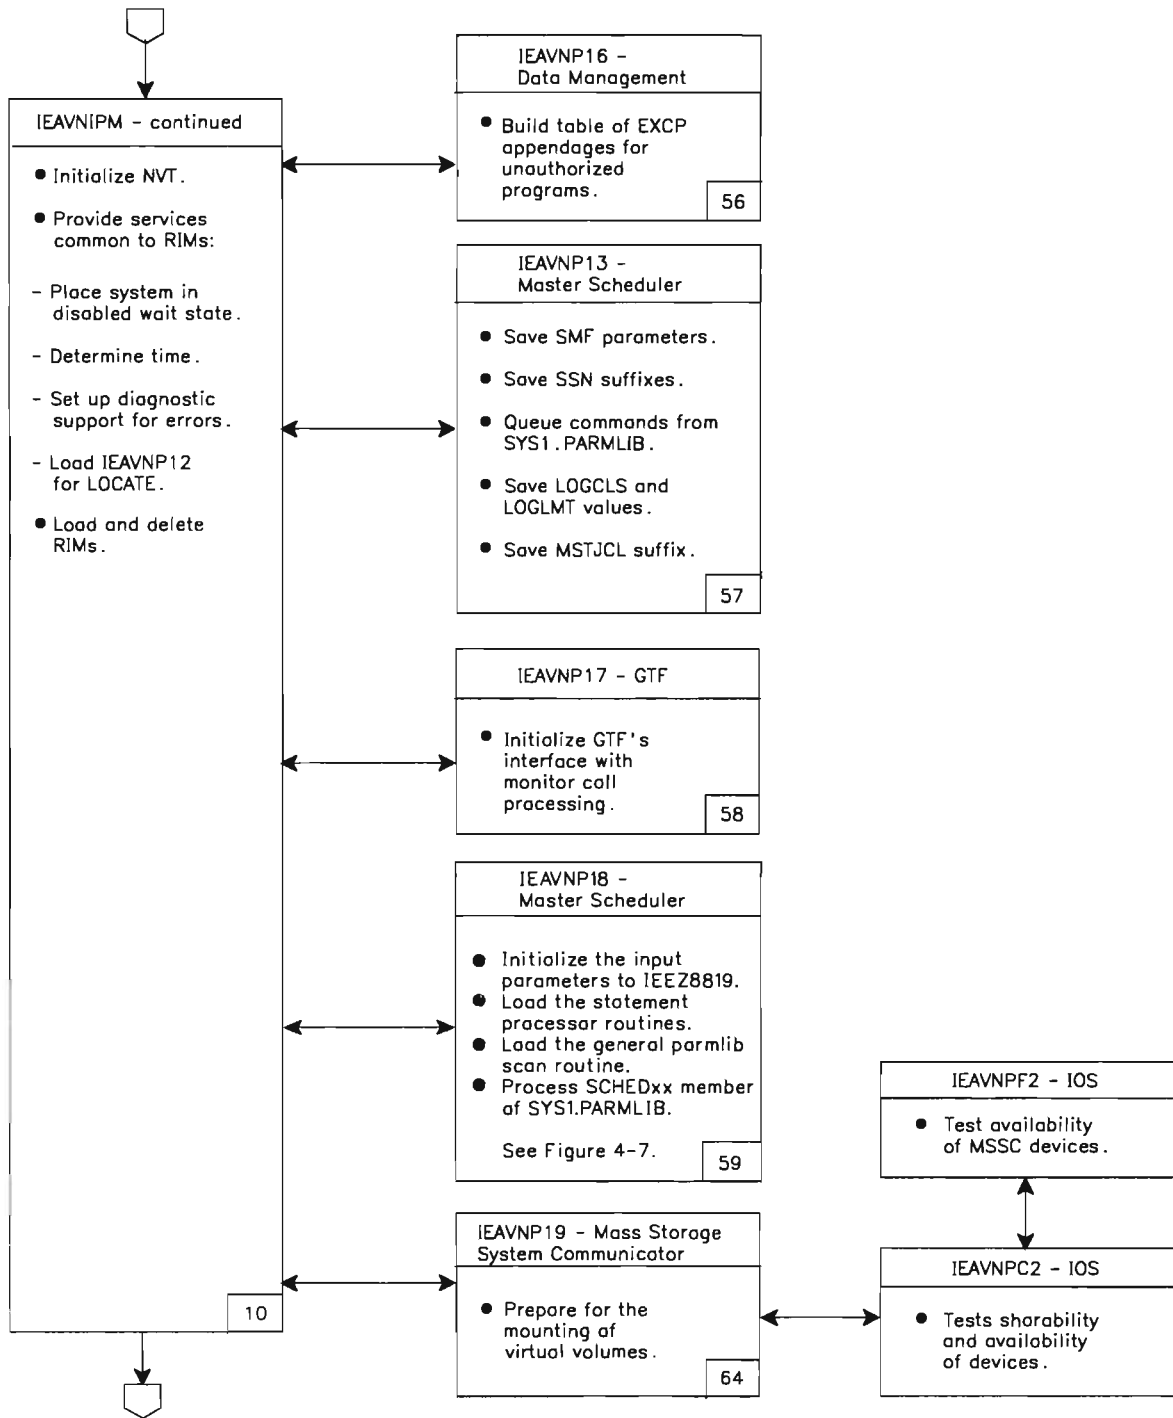 IEAVNIPM - continued
● Initialize NVT.
● Provide services
common to RIMs:
- Place system in
disabled wait state.
- Determine time.
- Set up diagnostic
support for errors.
- Load IEAVNP12
for LOCATE.
● Load and delete
RIMs.
10
IEAVNP16 -
Data Management
● Build table of EXCP
appendages for
unauthorized
programs.
56
IEAVNP13 -
Master Scheduler
● Save SMF parameters.
● Save SSN suffixes.
● Queue commands from
SYS1.PARMLIB.
● Save LOGCLS and
LOGLMT values.
● Save MSTJCL suffix.
57
IEAVNP17 - GTF
● Initialize GTF's
interface with
monitor call
processing.
58
IEAVNP18 -
Master Scheduler
● Initialize the input
parameters to IEEZ8819.
● Load the statement
processor routines.
● Load the general parmlib
scan routine.
● Process SCHEDxx member
of SYS1.PARMLIB.
See Figure 4-7.
59
IEAVNP19 - Mass Storage
System Communicator
● Prepare for the
mounting of
virtual volumes.
64
IEAVNPF2 - IOS
● Test availability
of MSSC devices.
IEAVNPC2 - IOS
● Tests sharability
and availability
of devices.